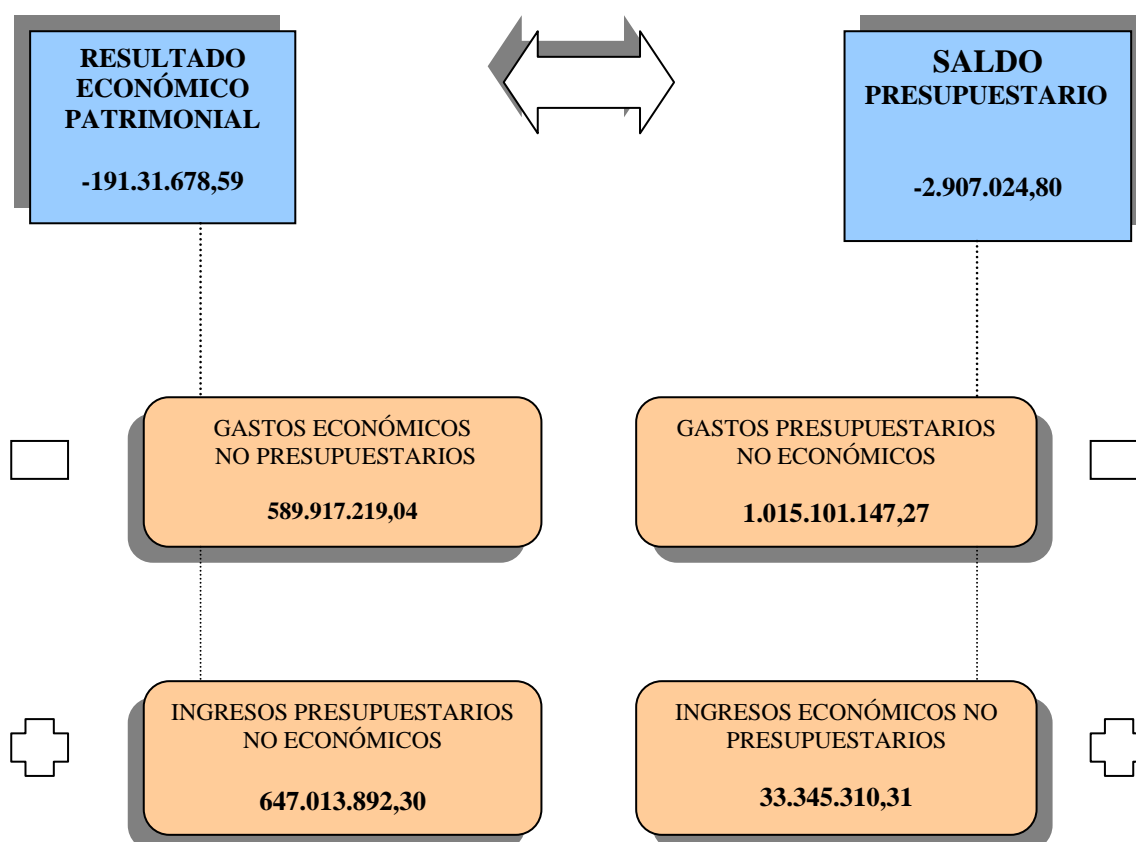 RESULTADO
ECONÓMICO
PATRIMONIAL
-191.31.678,59
SALDO
PRESUPUESTARIO
-2.907.024,80
GASTOS ECONÓMICOS
NO PRESUPUESTARIOS
589.917.219,04
GASTOS PRESUPUESTARIOS
NO ECONÓMICOS
1.015.101.147,27
INGRESOS PRESUPUESTARIOS
NO ECONÓMICOS
647.013.892,30
INGRESOS ECONÓMICOS NO
PRESUPUESTARIOS
33.345.310,31